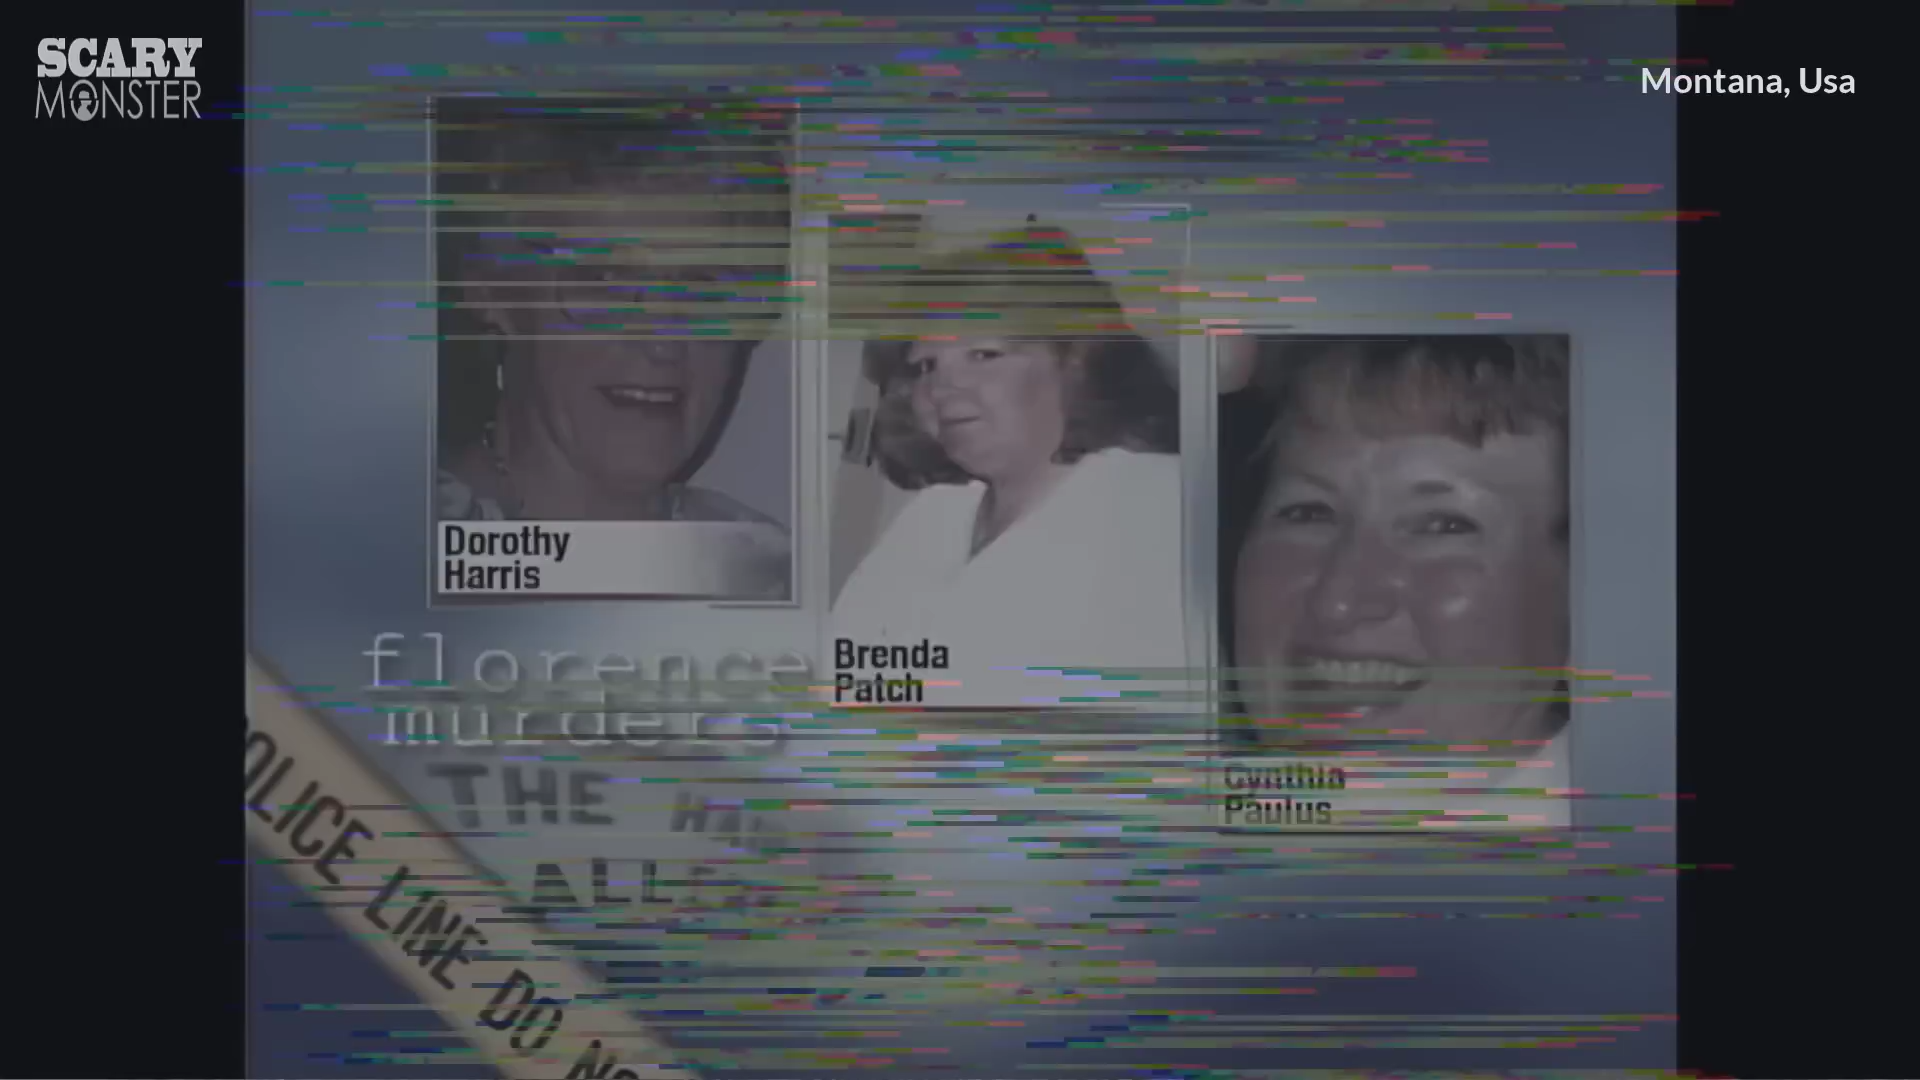 SCARY
MONSTER
Montana, Usa
Dorothy
Harris
Brenda
Patch
Cynthia
Paulus
florence
murders
THE
POLICE LINE DO